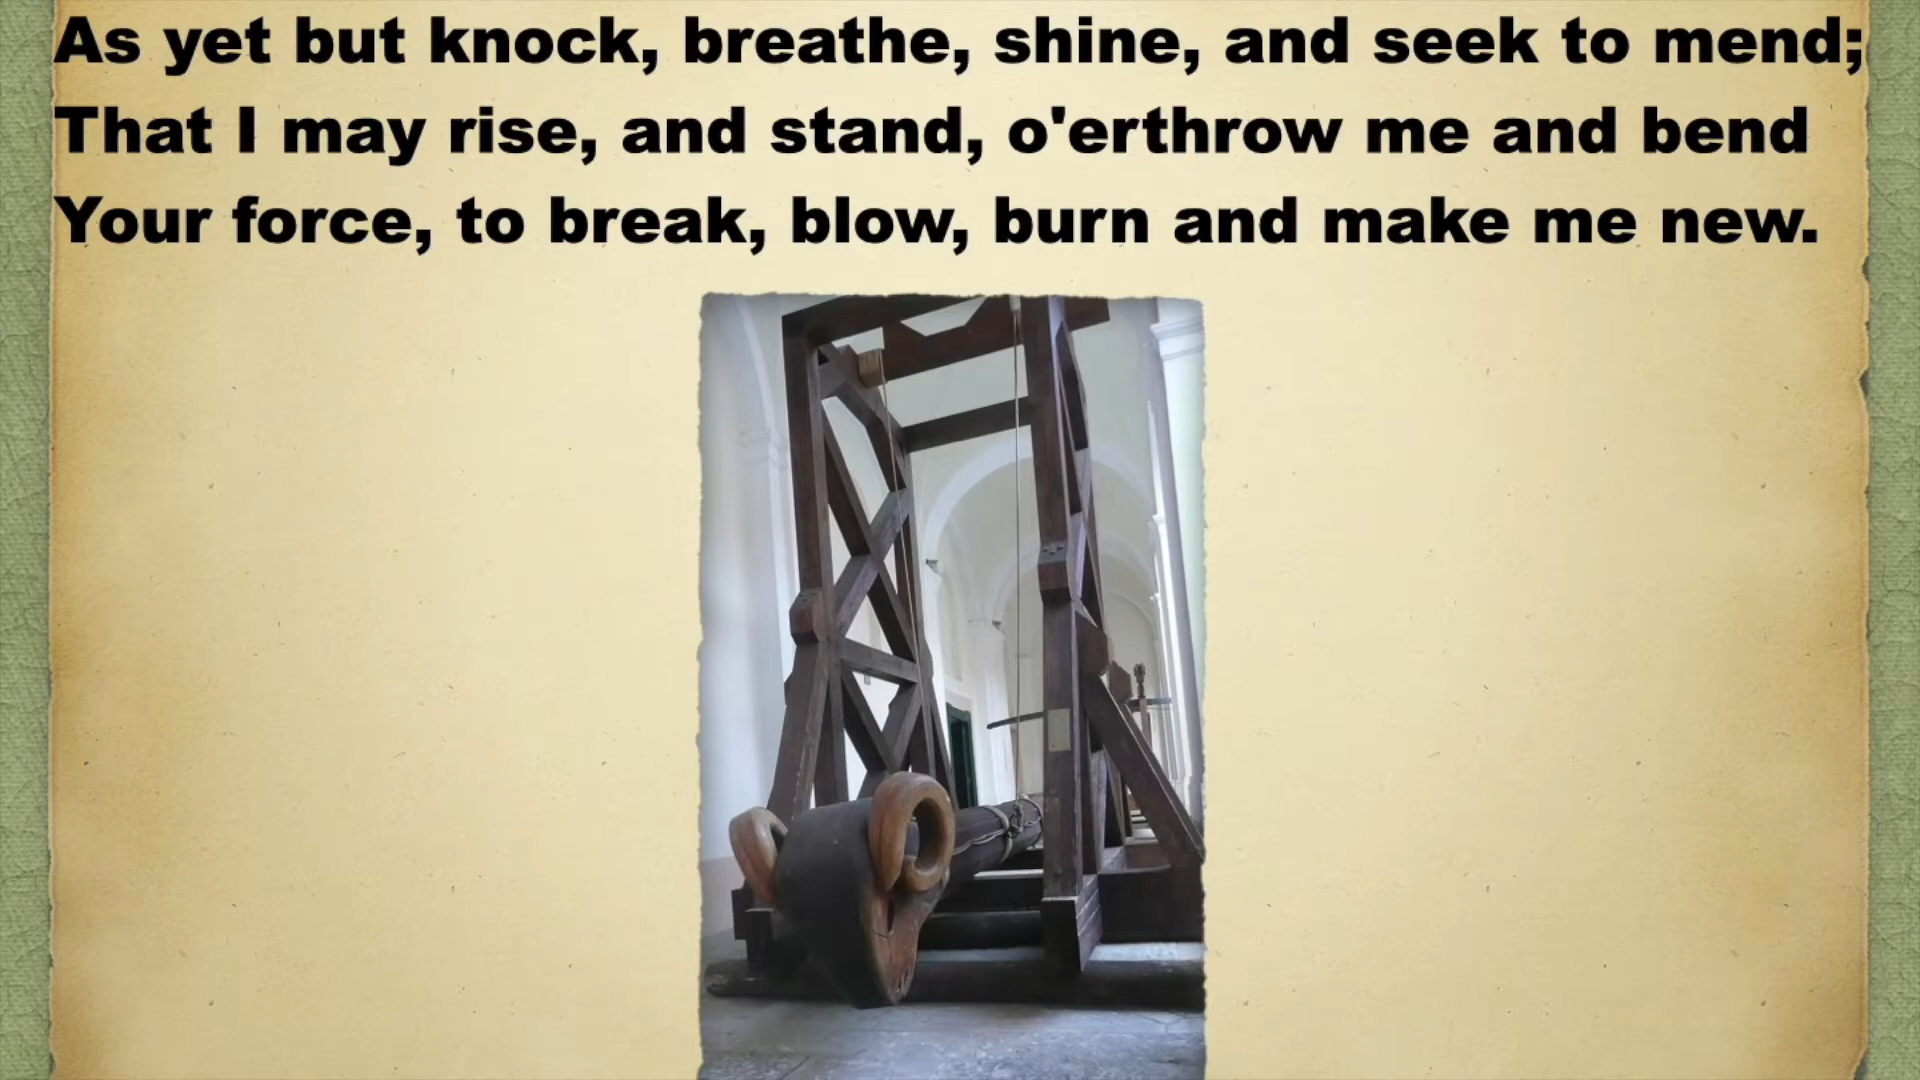 As yet but knock, breathe, shine, and seek to mend;
That I may rise, and stand, o'erthrow me and bend
Your force, to break, blow, burn and make me new.